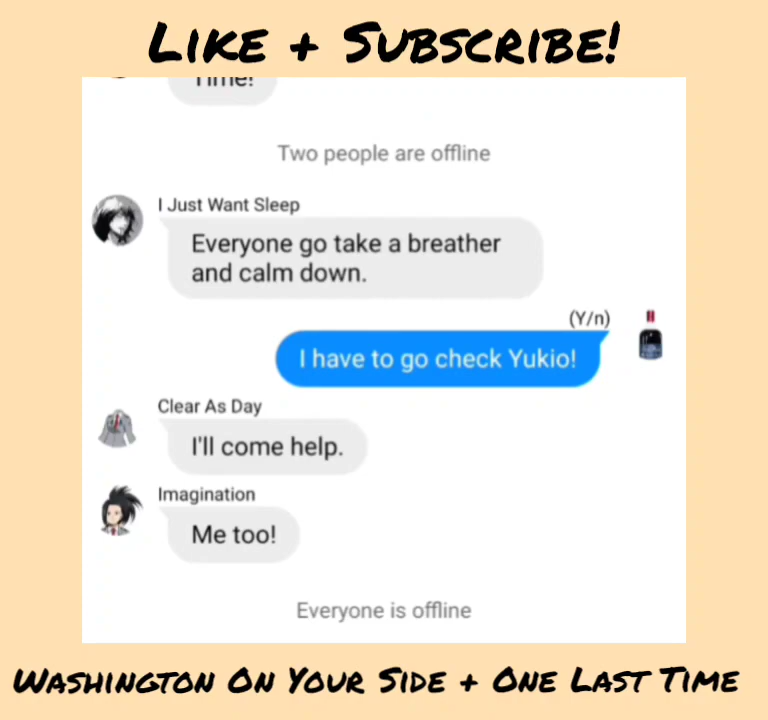 LIKE + SUBSCRIBE!
Time!
Two people are offline
I Just Want Sleep
Everyone go take a breather
and calm down.
(Y/n)
I have to go check Yukio!
Clear As Day
I'll come help.
Imagination
Me too!
Everyone is offline
WASHINGTON ON YOUR SIDE + ONE LAST TIME